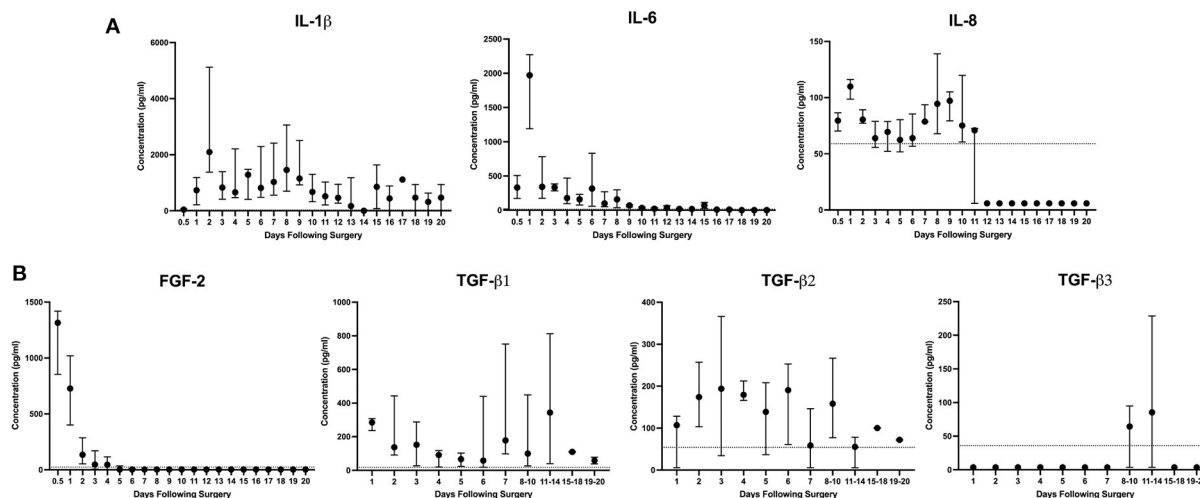 A
IL-1β
IL-6
IL-8
Concentration (pg/ml)
6000
4000
2000
0
0.5 1 2 3 4 5 6 7 8 9 10 11 12 13 14 15 16 17 18 19 20
Days Following Surgery
Concentration (pg/ml)
2500
2000
1500
1000
500
0
0.5 1 2 3 4 5 6 7 8 9 10 11 12 13 14 15 16 17 18 19 20
Days Following Surgery
Concentration (pg/ml)
150
100
50
0
0.5 1 2 3 4 5 6 7 8 9 10 11 12 13 14 15 16 17 18 19 20
Days Following Surgery
B
FGF-2
TGF-β1
TGF-β2
TGF-β3
Concentration (pg/ml)
1500
1000
500
0
0.5 1 2 3 4 5 6 7 8 9 10 11 12 13 14 15 16 17 18 19 20
Days Following Surgery
Concentration (pg/ml)
1000
800
600
400
200
0
1 2 3 4 5 6 7 8-10 11-14 15-18 19-20
Days Following Surgery
Concentration (pg/ml)
400
300
200
100
0
1 2 3 4 5 6 7 8-10 11-14 15-18 19-20
Days Following Surgery
Concentration (pg/ml)
250
200
150
100
50
0
1 2 3 4 5 6 7 8-10 11-14 15-18 19-20
Days Following Surgery